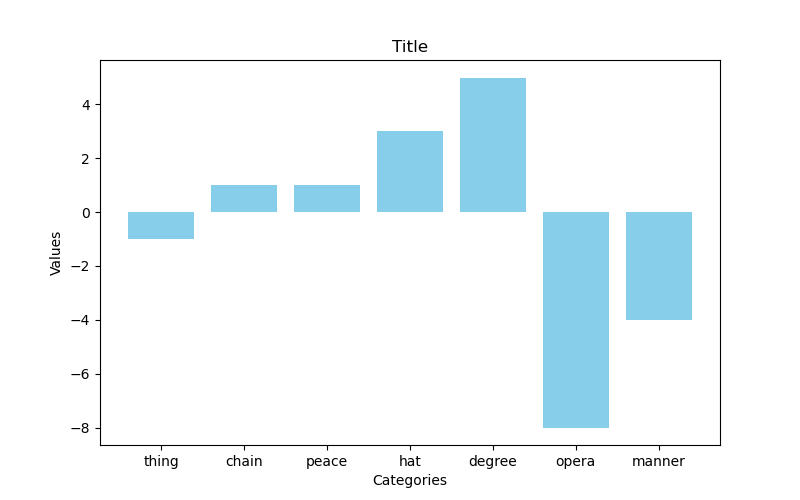 Title
4
2
0
−2
−4
−6
−8
Values
thing chain peace hat degree opera manner
Categories